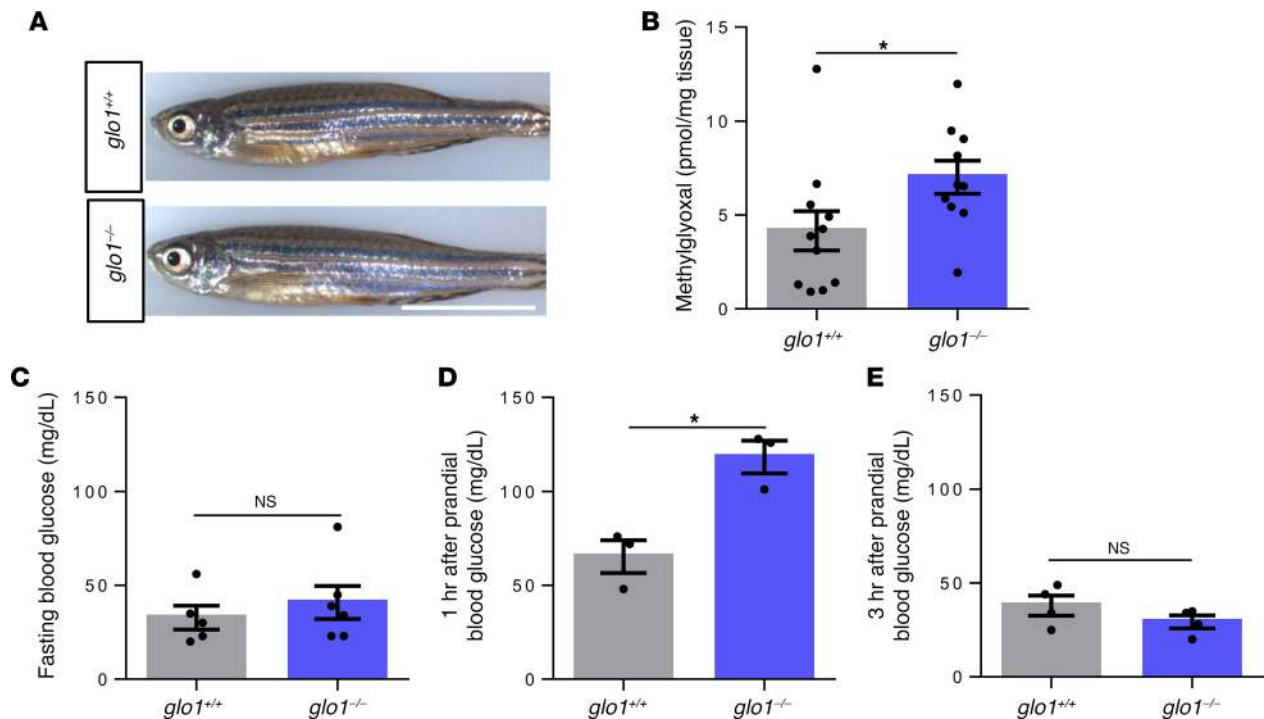 A
glo1+/+
glo1–/–
B
*
Methylglyoxal (pmol/mg tissue)
15
10
5
0
glo1+/+
glo1–/–
C
Fasting blood glucose (mg/dL)
150
100
50
0
NS
glo1+/+
glo1–/–
D
1 hr after prandial
blood glucose (mg/dL)
150
100
50
0
*
glo1+/+
glo1–/–
E
3 hr after prandial
blood glucose (mg/dL)
150
100
50
0
NS
glo1+/+
glo1–/–